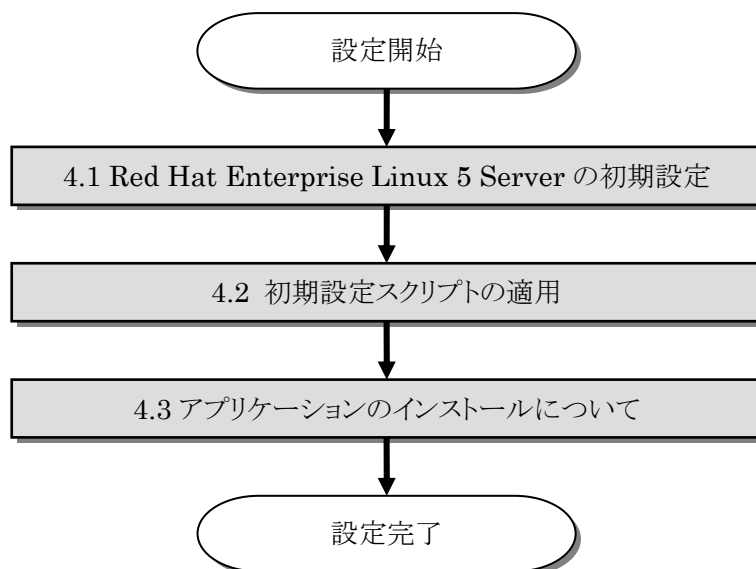 設定開始
4.1 Red Hat Enterprise Linux 5 Server の初期設定
4.2 初期設定スクリプトの適用
4.3 アプリケーションのインストールについて
設定完了